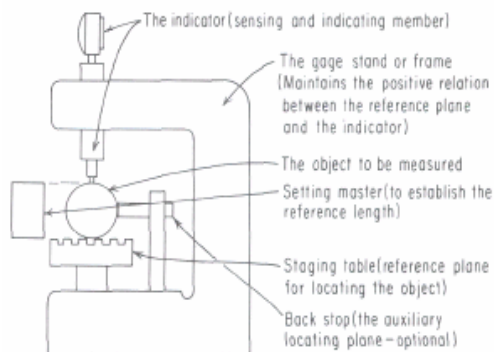 The indicator(sensing and indicating member)
The gage stand or frame
(Maintains the positive relation
between the reference plane
and the indicator)
The object to be measured
Setting master(to establish the
reference length)
Staging table(reference plane
for locating the object)
Back stop(the auxiliary
locating plane-optional)